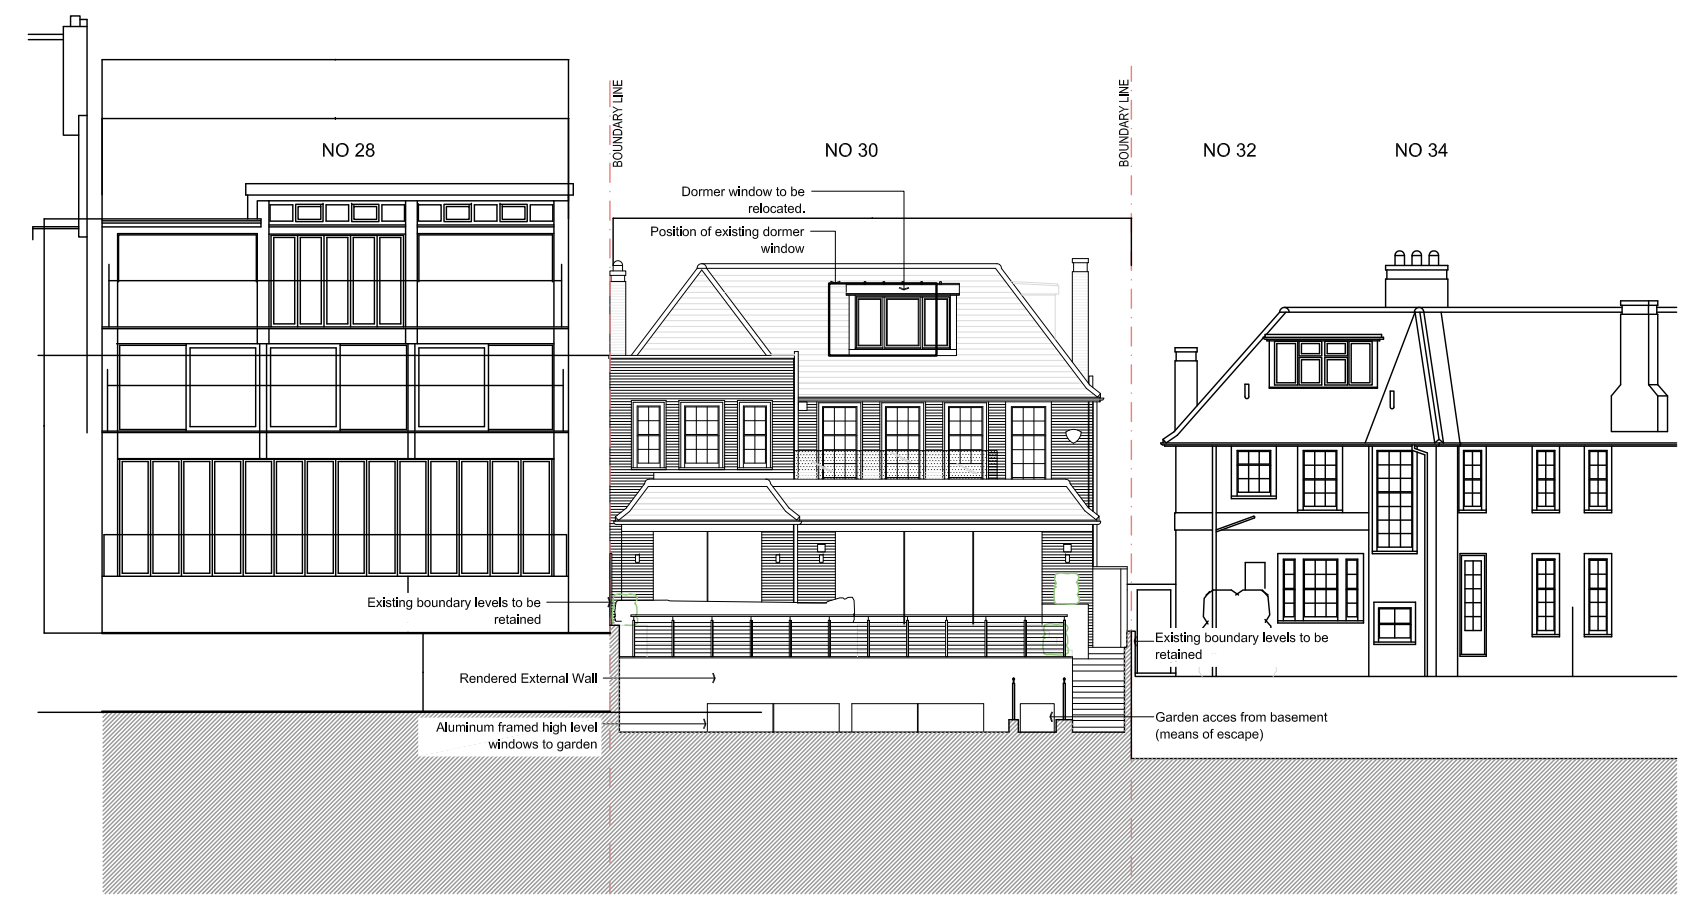 BOUNDARY LINE
BOUNDARY LINE
NO 28
NO 30
NO 32
NO 34
Dormer window to be
relocated.
Position of existing dormer
window
Existing boundary levels to be
retained
Existing boundary levels to be
retained
Rendered External Wall
Aluminum framed high level
windows to garden
Garden acces from basement
(means of escape)